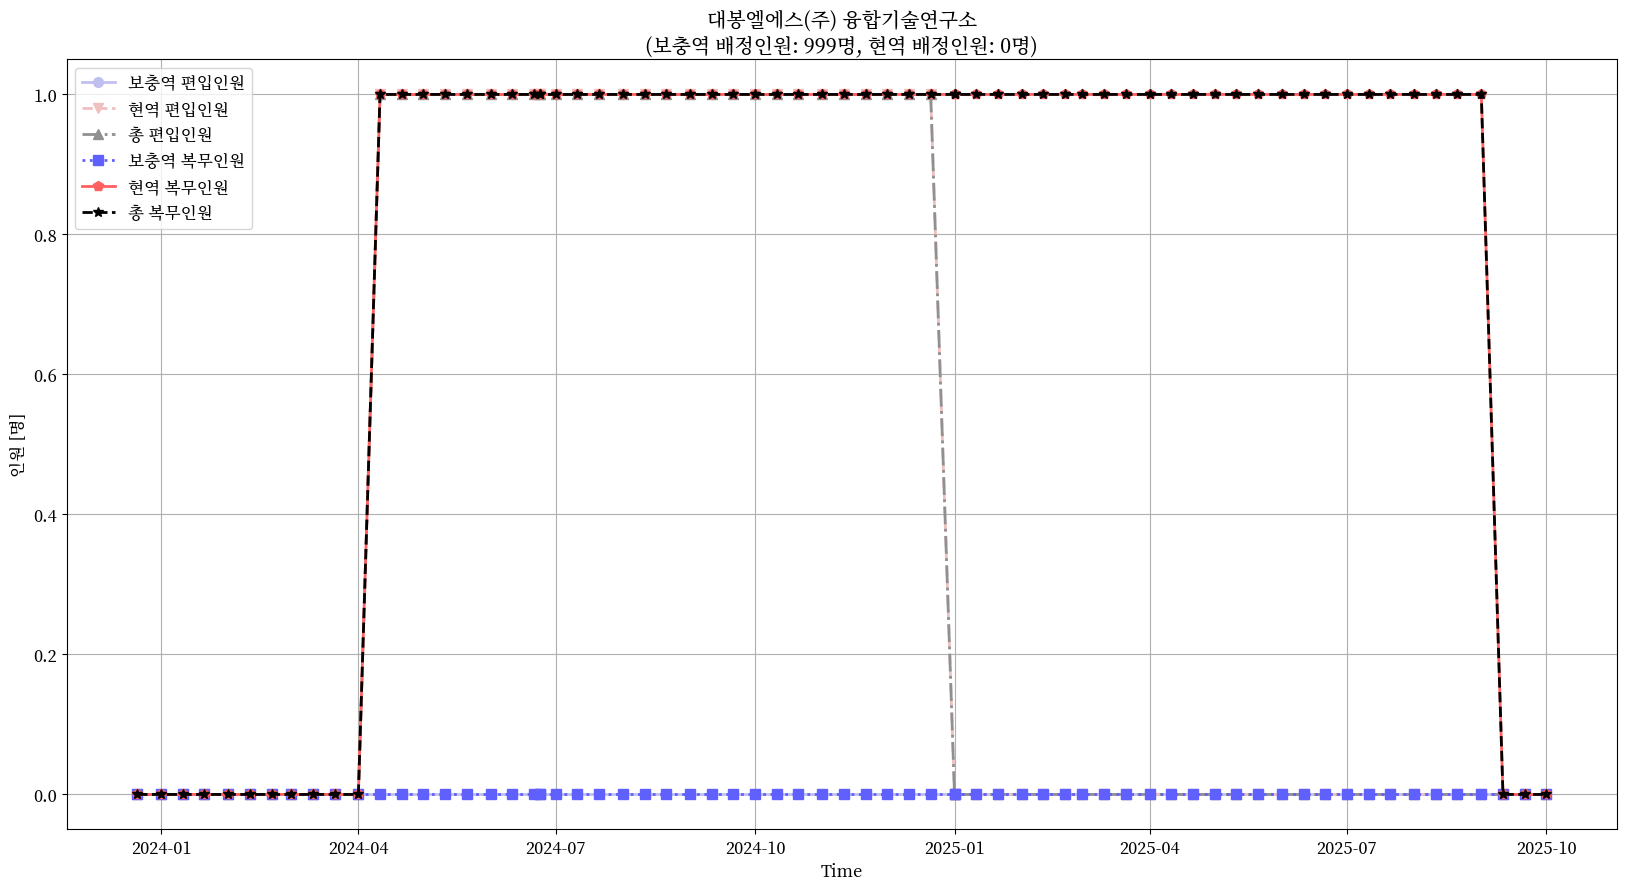 대봉엘에스(주) 융합기술연구소
(보충역 배정인원: 999명, 현역 배정인원: 0명)
보충역 편입인원
현역 편입인원
총 편입인원
보충역 복무인원
현역 복무인원
총 복무인원
1.0
0.8
0.6
0.4
0.2
0.0
인원 [명]
2024-01
2024-04
2024-07
2024-10
2025-01
2025-04
2025-07
2025-10
Time